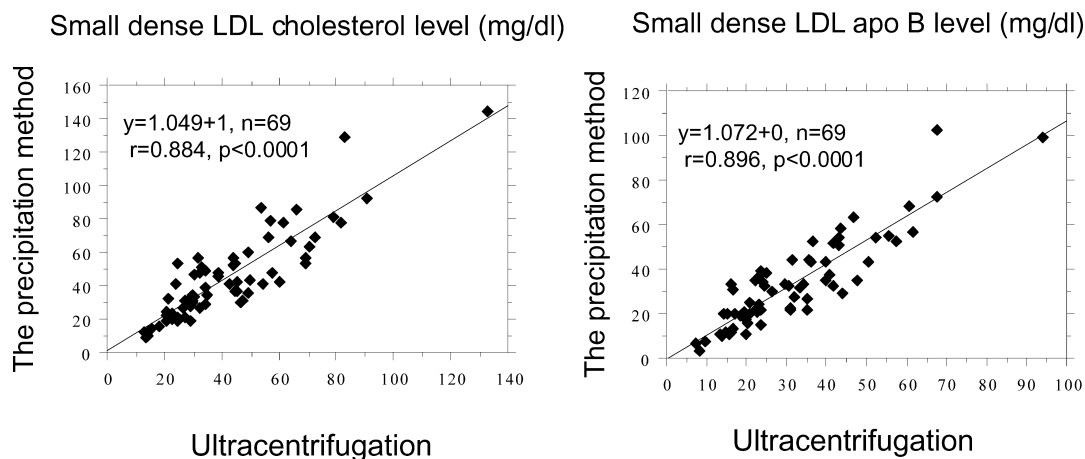 Small dense LDL cholesterol level (mg/dl)
The precipitation method
160
140
120
100
80
60
40
20
0
y=1.049+1, n=69
r=0.884, p<0.0001
0 20 40 60 80 100 120 140
Ultracentrifugation
Small dense LDL apo B level (mg/dl)
The precipitation method
120
100
80
60
40
20
0
y=1.072+0, n=69
r=0.896, p<0.0001
0 10 20 30 40 50 60 70 80 90 100
Ultracentrifugation